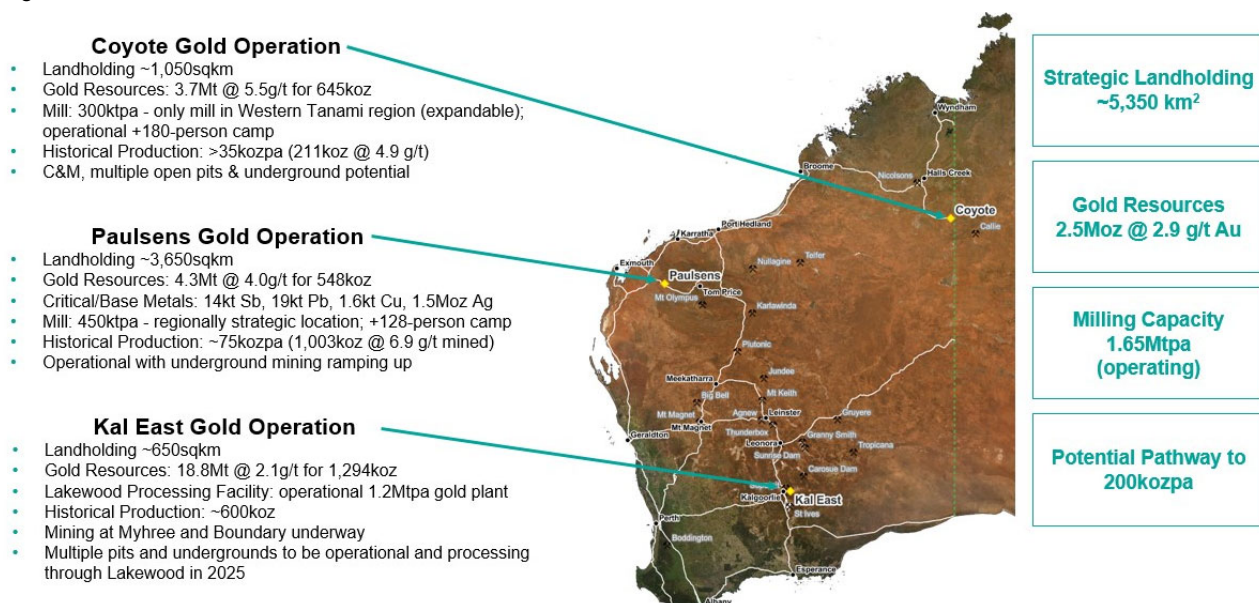 Coyote Gold Operation
• Landholding ~1,050sqkm
• Gold Resources: 3.7Mt @ 5.5g/t for 645koz
• Mill: 300ktpa - only mill in Western Tanami region (expandable);
operational +180-person camp
• Historical Production: >35kozpa (211koz @ 4.9 g/t)
• C&M, multiple open pits & underground potential
Paulsens Gold Operation
• Landholding ~3,650sqkm
• Gold Resources: 4.3Mt @ 4.0g/t for 548koz
• Critical/Base Metals: 14kt Sb, 19kt Pb, 1.6kt Cu, 1.5Moz Ag
• Mill: 450ktpa - regionally strategic location; +128-person camp
• Historical Production: ~75kozpa (1,003koz @ 6.9 g/t mined)
• Operational with underground mining ramping up
Kal East Gold Operation
• Landholding ~650sqkm
• Gold Resources: 18.8Mt @ 2.1g/t for 1,294koz
• Lakewood Processing Facility: operational 1.2Mtpa gold plant
• Historical Production: ~600koz
• Mining at Myhree and Boundary underway
• Multiple pits and undergrounds to be operational and processing
through Lakewood in 2025
Wyndham
Broome
Nicolsons
Halls Creek
Coyote
Callie
Port Hedland
Karratha
Exmouth
Nullagine
Telfer
Paulsens
Tom Price
Mt Olympus
Karlawinda
Plutonic
Jundee
Meekatharra
Mt Keith
Big Bell
Agnew
Leinster
Gruyere
Mt Magnet
Mt Magnet
Thunderbox
Geraldton
Leonora
Granny Smith
Sunrise Dam
Tropicana
Carosue Dam
Kalgoorlie
Kal East
St Ives
Perth
Boddington
Esperance
Albany
Strategic Landholding
~5,350 km²
Gold Resources
2.5Moz @ 2.9 g/t Au
Milling Capacity
1.65Mtpa
(operating)
Potential Pathway to
200kozpa